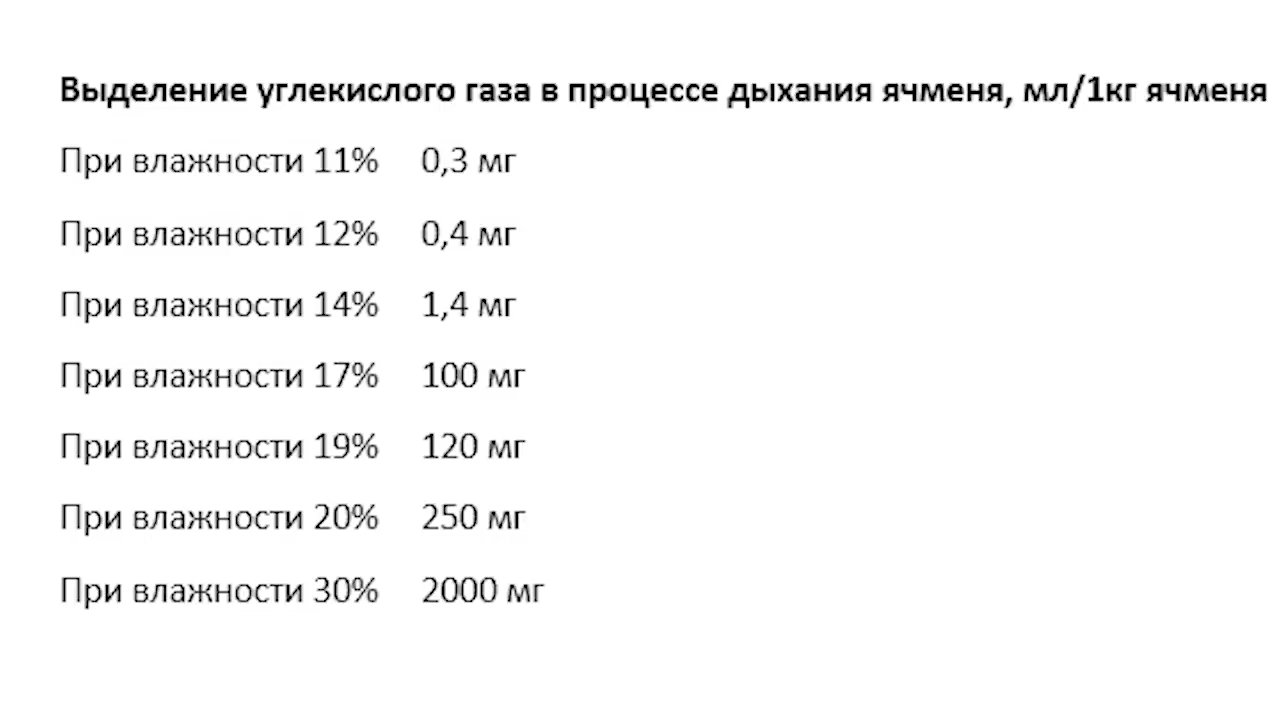 Выделение углекислого газа в процессе дыхания ячменя, мл/1кг ячменя
При влажности 11% 0,3 мг
При влажности 12% 0,4 мг
При влажности 14% 1,4 мг
При влажности 17% 100 мг
При влажности 19% 120 мг
При влажности 20% 250 мг
При влажности 30% 2000 мг